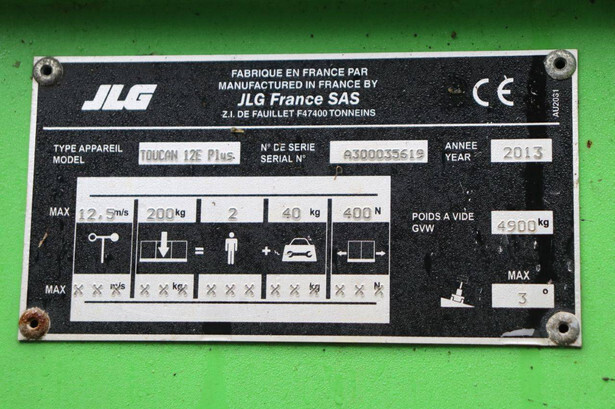 JLG
FABRIQUE EN FRANCE PAR
MANUFACTURED IN FRANCE BY
JLG France SAS
Z.I. DE FAUILLET F47400 TONNEINS
CE
AU20G1
TYPE APPAREIL
MODEL
TOUCAN 12E Plus.
N° DE SERIE
SERIAL N°
A300035619
ANNEE
YEAR
2013
MAX 12,5 m/s 200 kg 2 40 kg 400 N
= +
MAX X X X m/s X X X kg X X X X X X kg X X X N
POIDS A VIDE
GVW
4900 kg
MAX
3 °